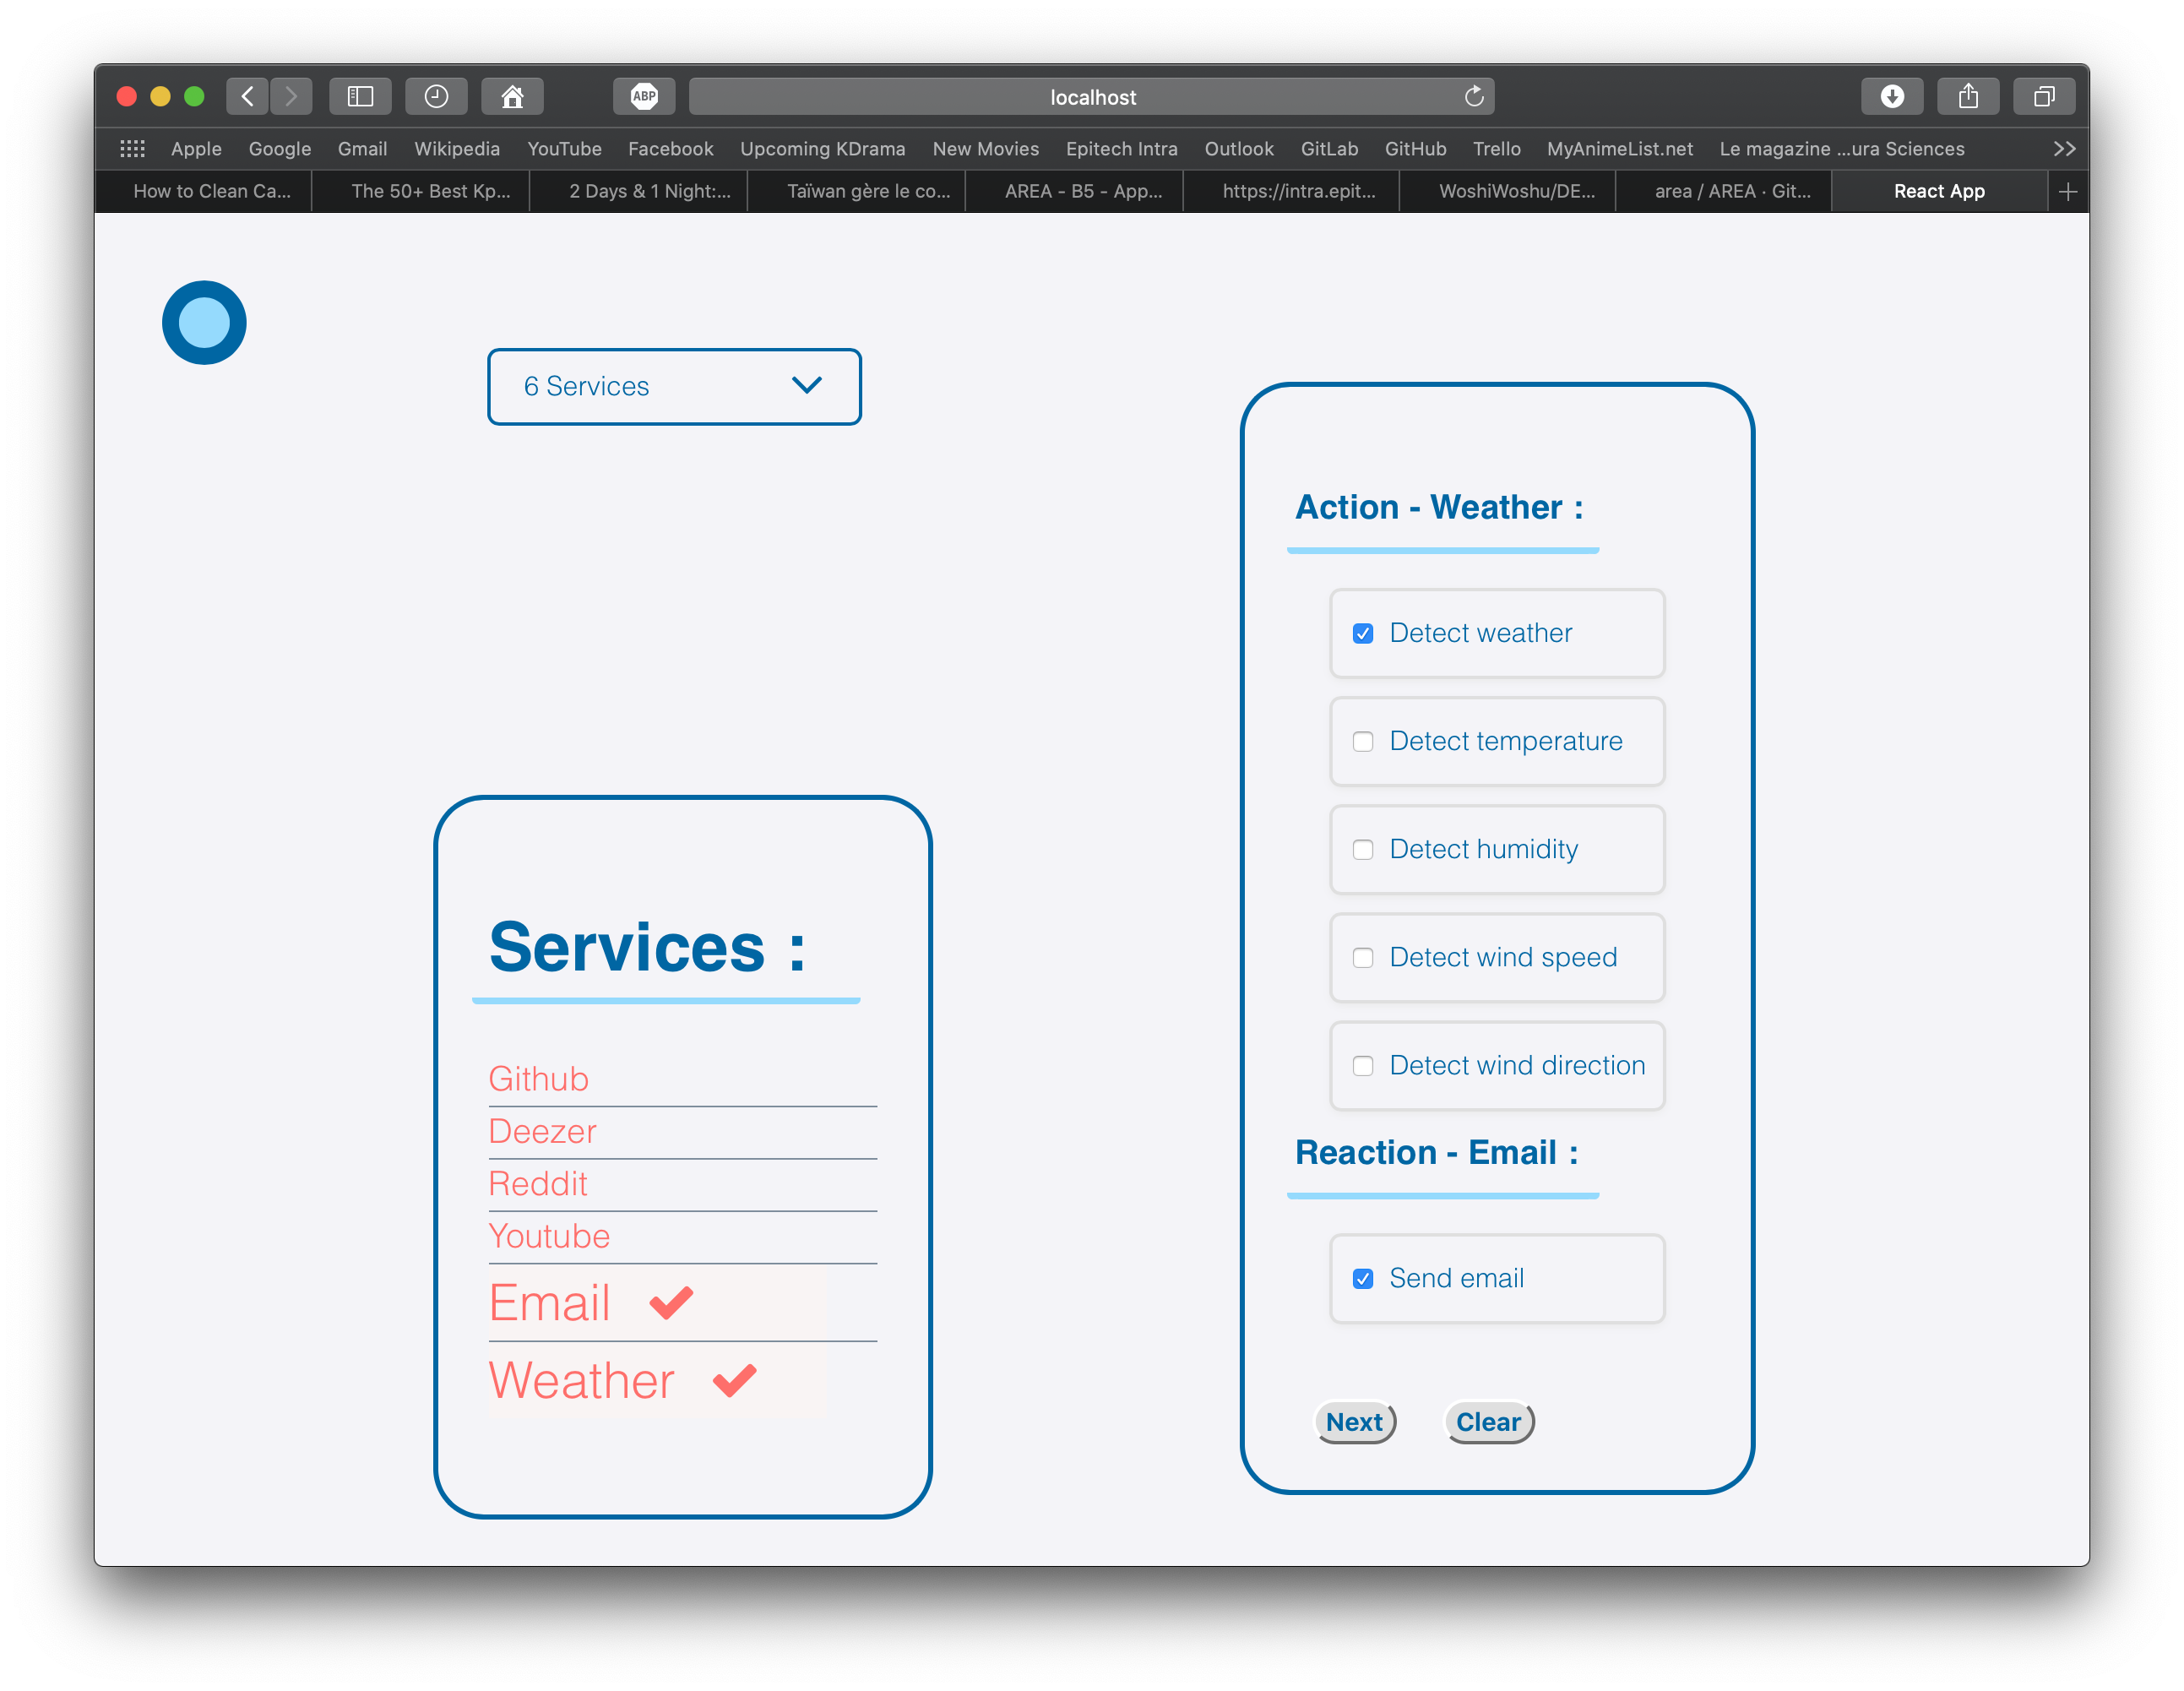 ABP
localhost
Apple Google Gmail Wikipedia YouTube Facebook Upcoming KDrama New Movies Epitech Intra Outlook GitLab GitHub Trello MyAnimeList.net Le magazine ...ura Sciences
How to Clean Ca... The 50+ Best Kp... 2 Days & 1 Night:... Taïwan gère le co... AREA - B5 - App... https://intra.epit... WoshiWoshu/DE... area / AREA · Git... React App
6 Services
Services :
Github
Deezer
Reddit
Youtube
Email
Weather
Action - Weather :
Detect weather
Detect temperature
Detect humidity
Detect wind speed
Detect wind direction
Reaction - Email :
Send email
Next Clear